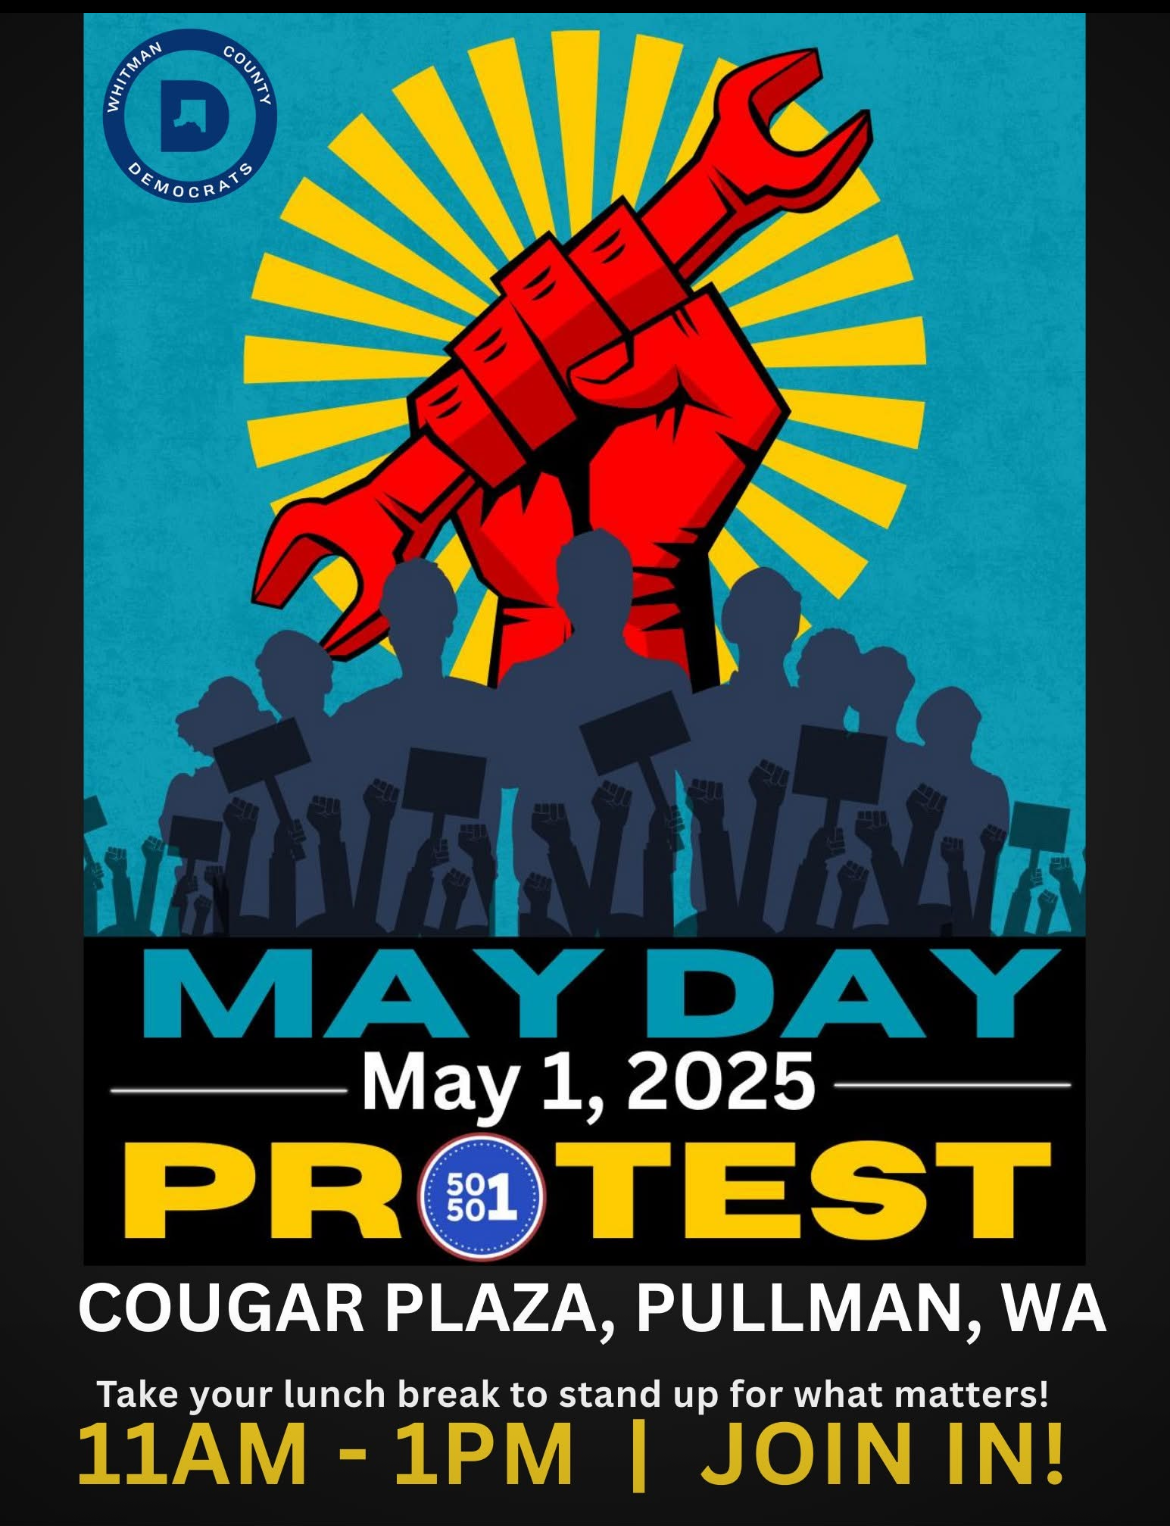 WHITMAN COUNTY
D
DEMOCRATS
MAY DAY
May 1, 2025
PR TEST
50
50
1
COUGAR PLAZA, PULLMAN, WA
Take your lunch break to stand up for what matters!
11AM - 1PM | JOIN IN!